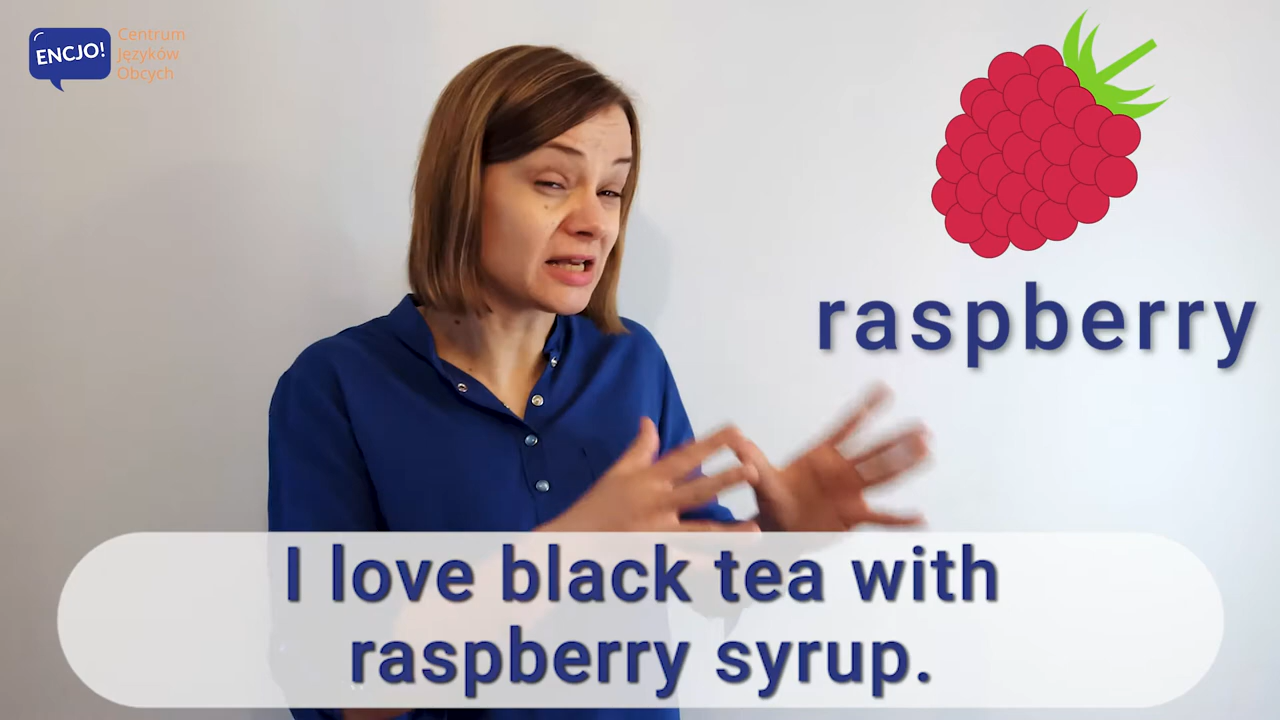 ENCJO!
Centrum
Języków
Obcych
raspberry
I love black tea with
raspberry syrup.